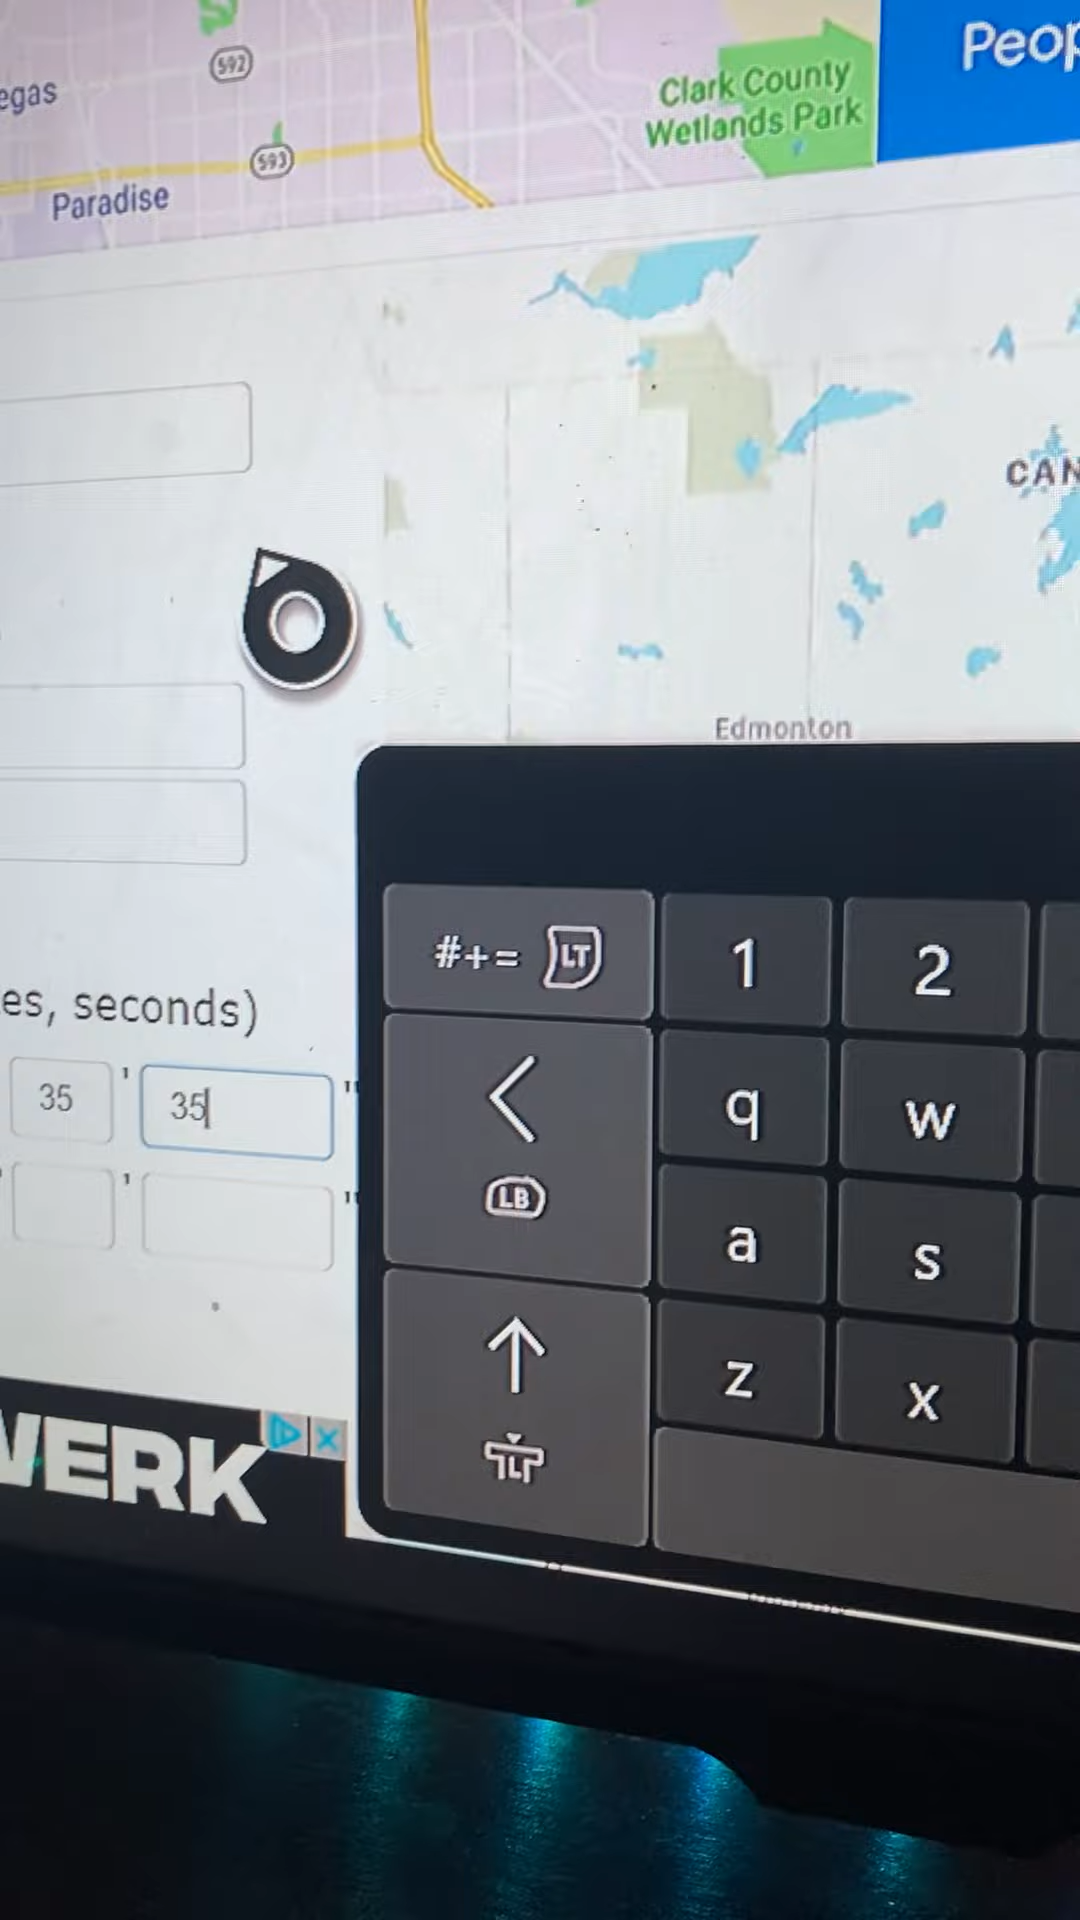 Peop
592
egas
Clark County
Wetlands Park
593
Paradise
CAN
Edmonton
#+= LT 1 2
es, seconds)
35 ' 35 "
< q w
LB
' "
a s
↑ z x
WERK